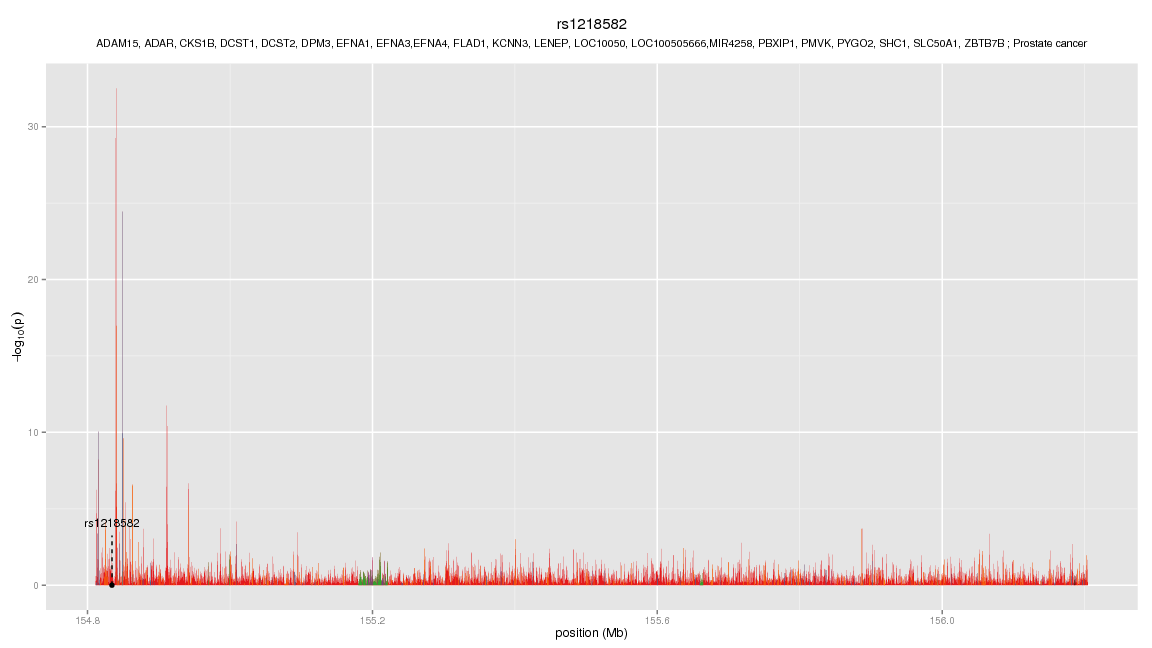 rs1218582
ADAM15, ADAR, CKS1B, DCST1, DCST2, DPM3, EFNA1, EFNA3,EFNA4, FLAD1, KCNN3, LENEP, LOC10050, LOC100505666,MIR4258, PBXIP1, PMVK, PYGO2, SHC1, SLC50A1, ZBTB7B ; Prostate cancer
30
20
10
0
−log10(p)
rs1218582
154.8 155.2 155.6 156.0
position (Mb)